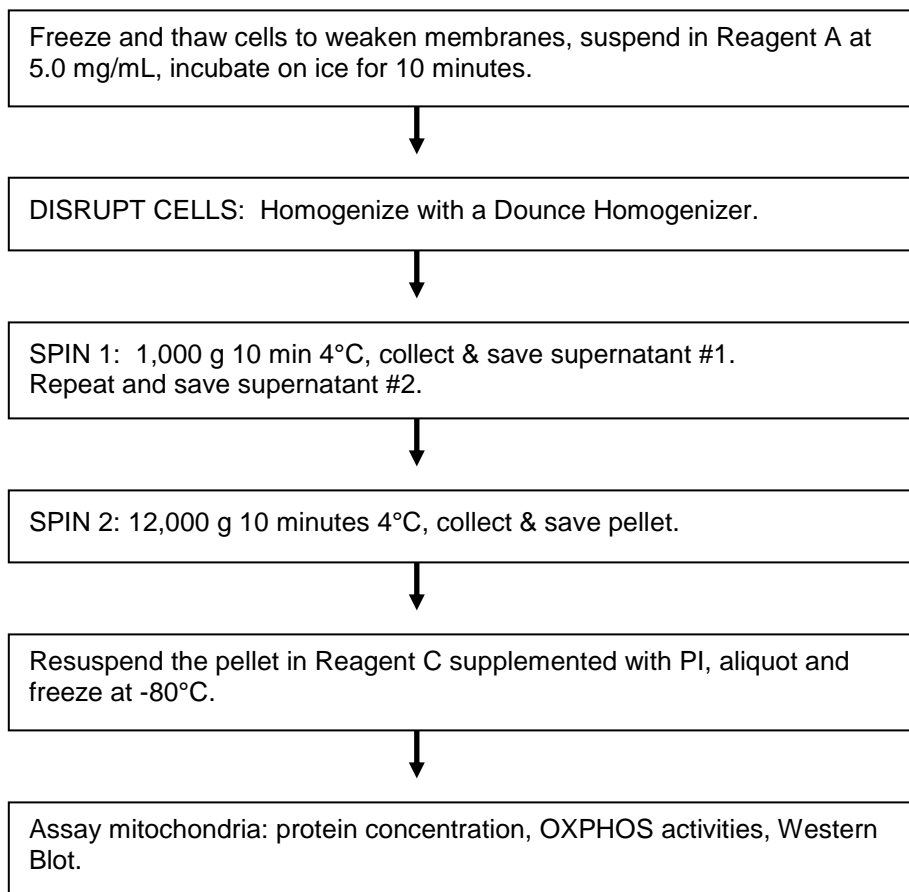 Freeze and thaw cells to weaken membranes, suspend in Reagent A at
5.0 mg/mL, incubate on ice for 10 minutes.
DISRUPT CELLS:  Homogenize with a Dounce Homogenizer.
SPIN 1:  1,000 g 10 min 4°C, collect & save supernatant #1.
Repeat and save supernatant #2.
SPIN 2: 12,000 g 10 minutes 4°C, collect & save pellet.
Resuspend the pellet in Reagent C supplemented with PI, aliquot and
freeze at -80°C.
Assay mitochondria: protein concentration, OXPHOS activities, Western
Blot.